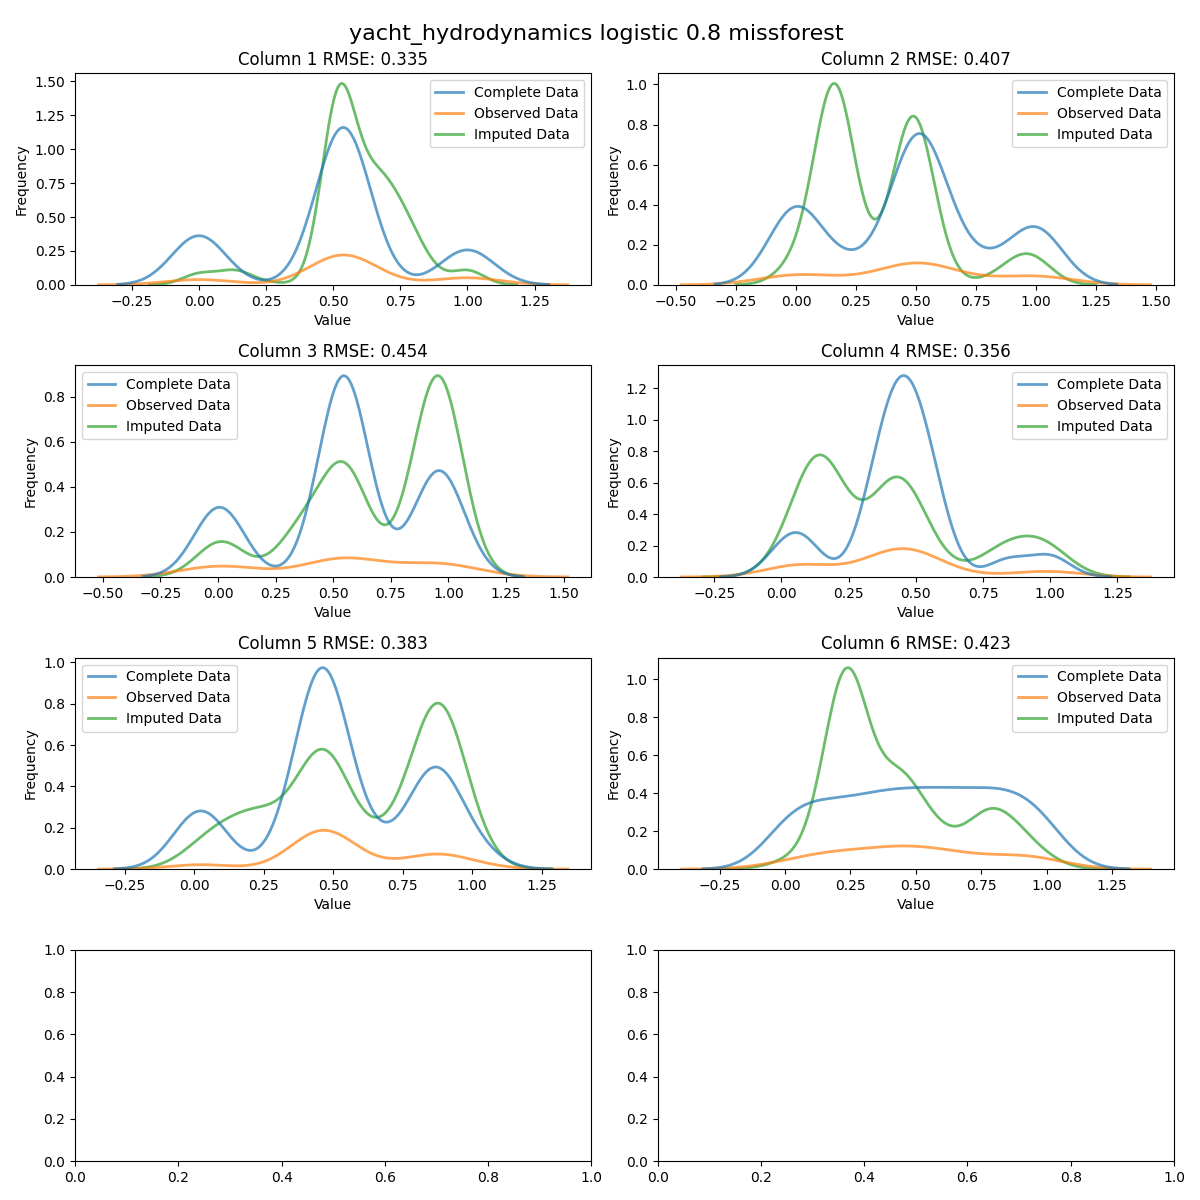 yacht_hydrodynamics logistic 0.8 missforest
Column 1 RMSE: 0.335
Complete Data
Observed Data
Imputed Data
Frequency
1.50
1.25
1.00
0.75
0.50
0.25
0.00
−0.25 0.00 0.25 0.50 0.75 1.00 1.25
Value
Column 2 RMSE: 0.407
Complete Data
Observed Data
Imputed Data
Frequency
1.0
0.8
0.6
0.4
0.2
0.0
−0.50 −0.25 0.00 0.25 0.50 0.75 1.00 1.25 1.50
Value
Column 3 RMSE: 0.454
Complete Data
Observed Data
Imputed Data
Frequency
0.8
0.6
0.4
0.2
0.0
−0.50 −0.25 0.00 0.25 0.50 0.75 1.00 1.25 1.50
Value
Column 4 RMSE: 0.356
Complete Data
Observed Data
Imputed Data
Frequency
1.2
1.0
0.8
0.6
0.4
0.2
0.0
−0.25 0.00 0.25 0.50 0.75 1.00 1.25
Value
Column 5 RMSE: 0.383
Complete Data
Observed Data
Imputed Data
Frequency
1.0
0.8
0.6
0.4
0.2
0.0
−0.25 0.00 0.25 0.50 0.75 1.00 1.25
Value
Column 6 RMSE: 0.423
Complete Data
Observed Data
Imputed Data
Frequency
1.0
0.8
0.6
0.4
0.2
0.0
−0.25 0.00 0.25 0.50 0.75 1.00 1.25
Value
1.0
0.8
0.6
0.4
0.2
0.0
0.0 0.2 0.4 0.6 0.8 1.0
1.0
0.8
0.6
0.4
0.2
0.0
0.0 0.2 0.4 0.6 0.8 1.0